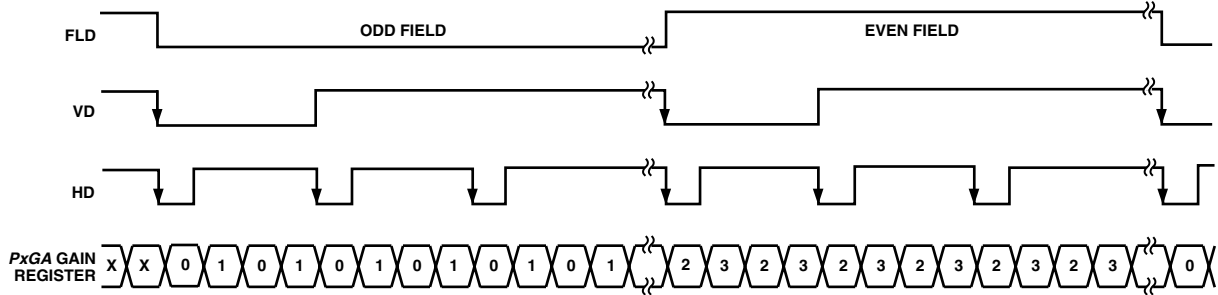 FLD
ODD FIELD
EVEN FIELD
VD
HD
PxGA GAIN
REGISTER
X X 0 1 0 1 0 1 0 1 0 1 0 1 2 3 2 3 2 3 2 3 2 3 2 3 0